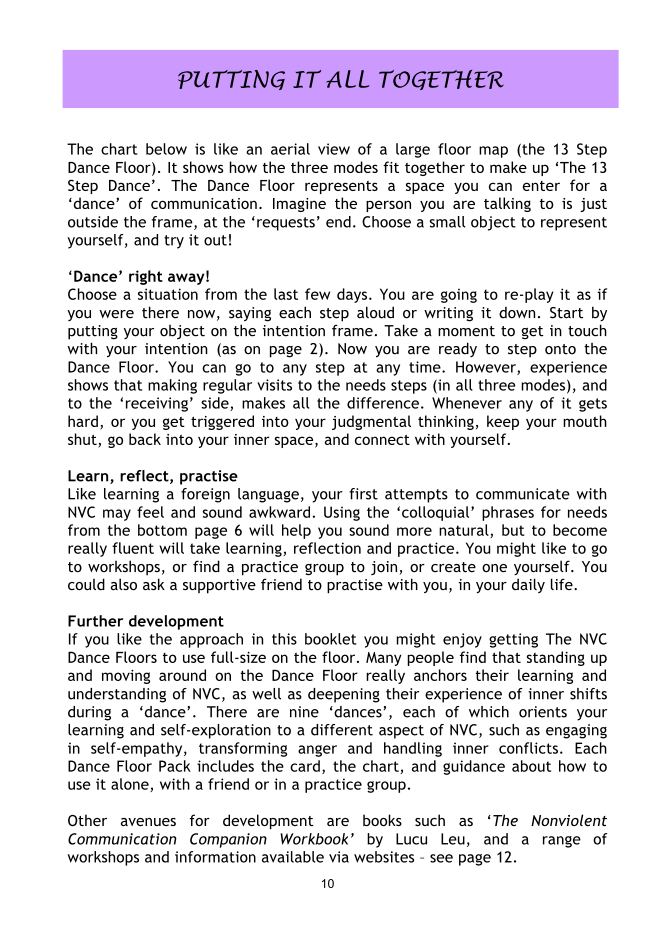 PUTTING IT ALL TOGETHER
The chart below is like an aerial view of a large floor map (the 13 Step
Dance Floor). It shows how the three modes fit together to make up ‘The 13
Step Dance’. The Dance Floor represents a space you can enter for a
‘dance’ of communication. Imagine the person you are talking to is just
outside the frame, at the ‘requests’ end. Choose a small object to represent
yourself, and try it out!
‘Dance’ right away!
Choose a situation from the last few days. You are going to re-play it as if
you were there now, saying each step aloud or writing it down. Start by
putting your object on the intention frame. Take a moment to get in touch
with your intention (as on page 2). Now you are ready to step onto the
Dance Floor. You can go to any step at any time. However, experience
shows that making regular visits to the needs steps (in all three modes), and
to the ‘receiving’ side, makes all the difference. Whenever any of it gets
hard, or you get triggered into your judgmental thinking, keep your mouth
shut, go back into your inner space, and connect with yourself.
Learn, reflect, practise
Like learning a foreign language, your first attempts to communicate with
NVC may feel and sound awkward. Using the ‘colloquial’ phrases for needs
from the bottom page 6 will help you sound more natural, but to become
really fluent will take learning, reflection and practice. You might like to go
to workshops, or find a practice group to join, or create one yourself. You
could also ask a supportive friend to practise with you, in your daily life.
Further development
If you like the approach in this booklet you might enjoy getting The NVC
Dance Floors to use full-size on the floor. Many people find that standing up
and moving around on the Dance Floor really anchors their learning and
understanding of NVC, as well as deepening their experience of inner shifts
during a ‘dance’. There are nine ‘dances’, each of which orients your
learning and self-exploration to a different aspect of NVC, such as engaging
in self-empathy, transforming anger and handling inner conflicts. Each
Dance Floor Pack includes the card, the chart, and guidance about how to
use it alone, with a friend or in a practice group.
Other avenues for development are books such as ‘The Nonviolent
Communication Companion Workbook’ by Lucu Leu, and a range of
workshops and information available via websites – see page 12.
10